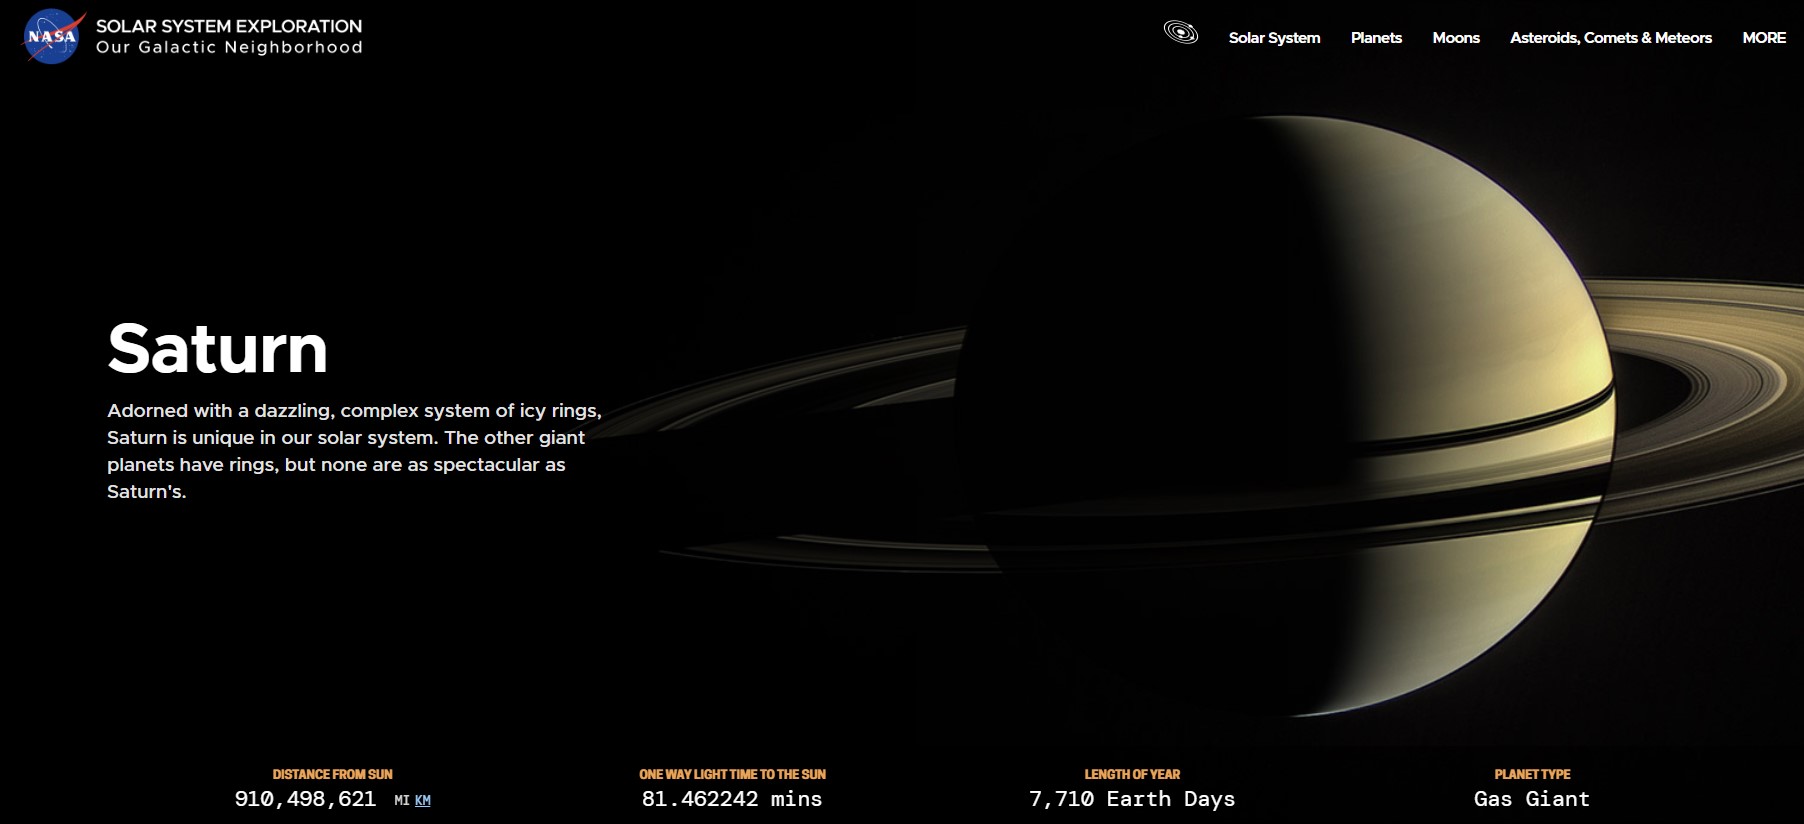 NASA
SOLAR SYSTEM EXPLORATION
Our Galactic Neighborhood
Solar System Planets Moons Asteroids, Comets & Meteors MORE
Saturn
Adorned with a dazzling, complex system of icy rings,
Saturn is unique in our solar system. The other giant
planets have rings, but none are as spectacular as
Saturn's.
DISTANCE FROM SUN
910,498,621 MI KM
ONE WAY LIGHT TIME TO THE SUN
81.462242 mins
LENGTH OF YEAR
7,710 Earth Days
PLANET TYPE
Gas Giant